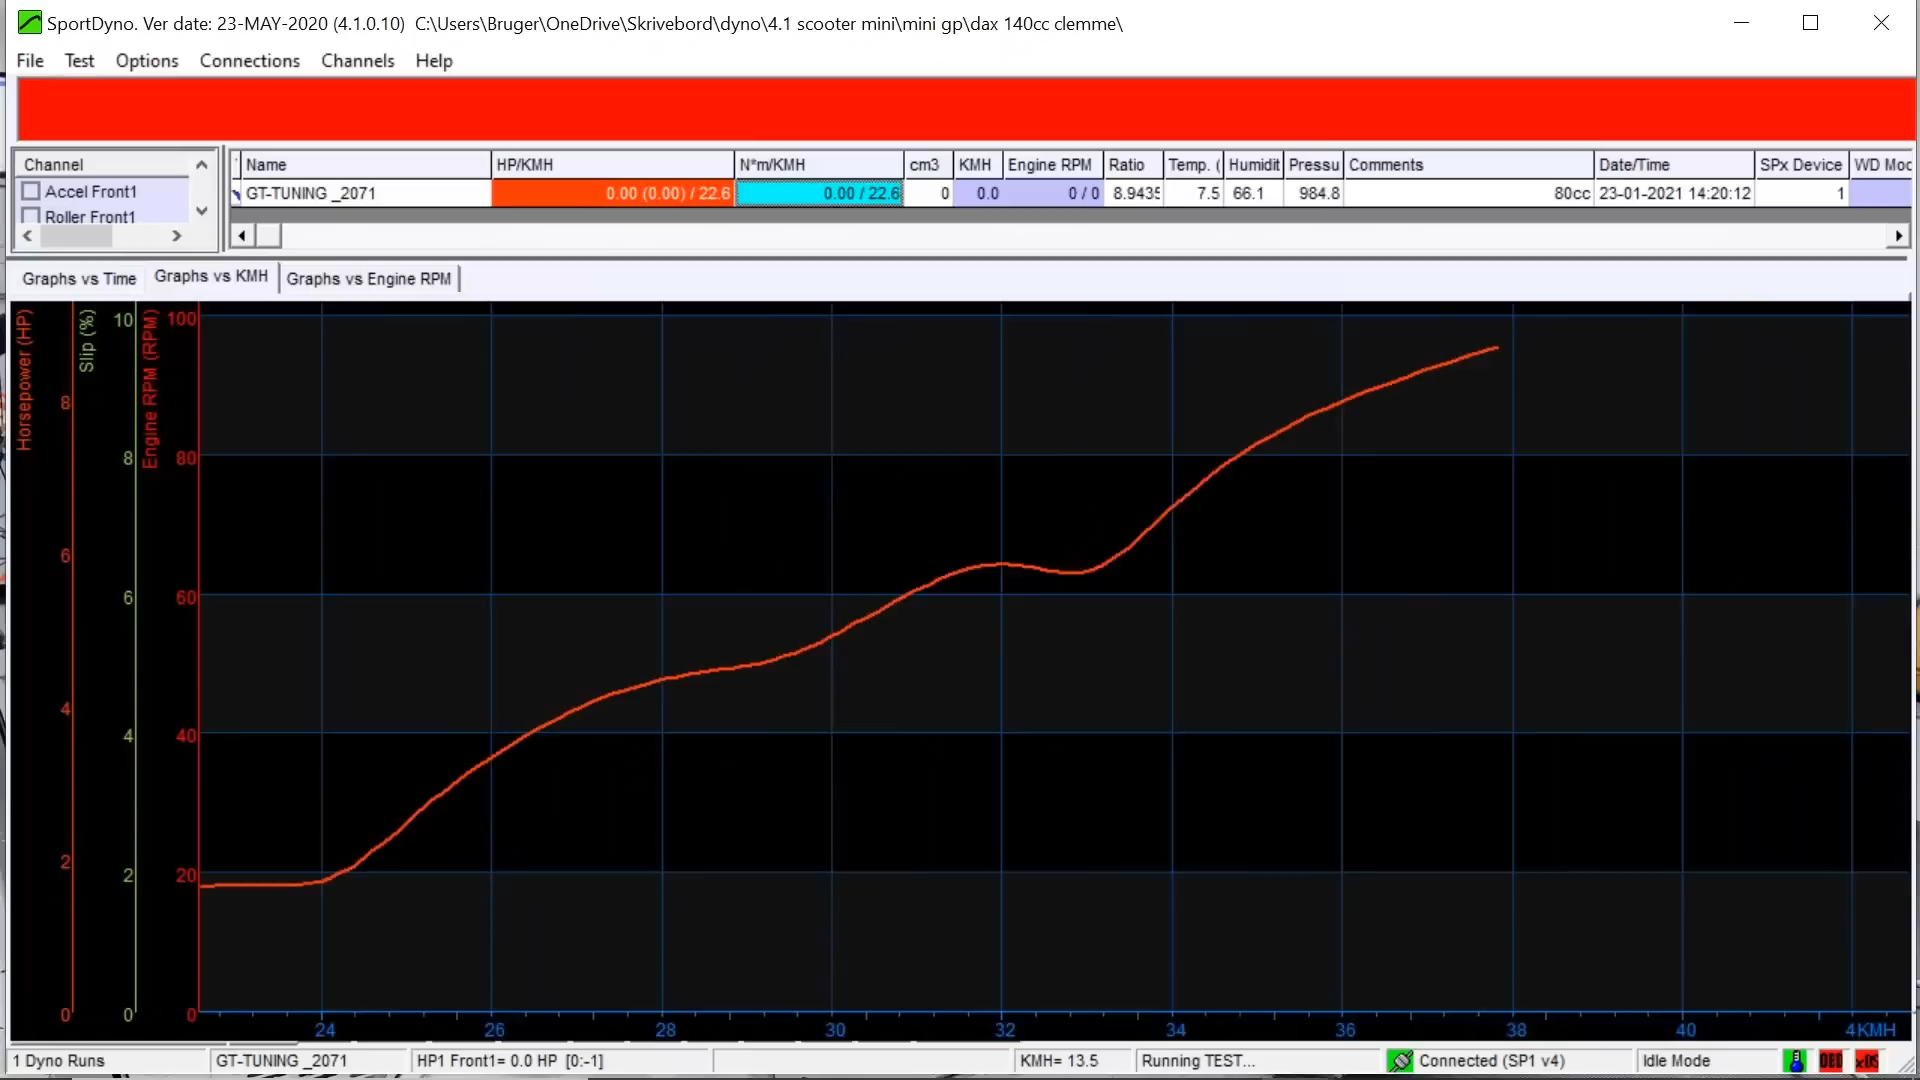 SportDyno. Ver date: 23-MAY-2020 (4.1.0.10) C:\Users\Bruger\OneDrive\Skrivebord\dyno\4.1 scooter mini\mini gp\dax 140cc clemme\
File Test Options Connections Channels Help
Channel Name HP/KMH N*m/KMH cm3 KMH Engine RPM Ratio Temp. ( Humidit Pressu Comments Date/Time SPx Device WD Moc
Accel Front1 GT-TUNING _2071 0.00 (0.00) / 22.6 0.00 / 22.6 0 0.0 0 / 0 8.9435 7.5 66.1 984.8 80cc 23-01-2021 14:20:12 1
Roller Front1
Graphs vs Time Graphs vs KMH Graphs vs Engine RPM
Horsepower (HP)
8
6
4
2
0
Slip (%)
10
8
6
4
2
0
Engine RPM (RPM)
100
80
60
40
20
0
24 26 28 30 32 34 36 38 40 4KMH
1 Dyno Runs GT-TUNING _2071 HP1 Front1= 0.0 HP [0:-1] KMH= 13.5 Running TEST... Connected (SP1 v4) Idle Mode